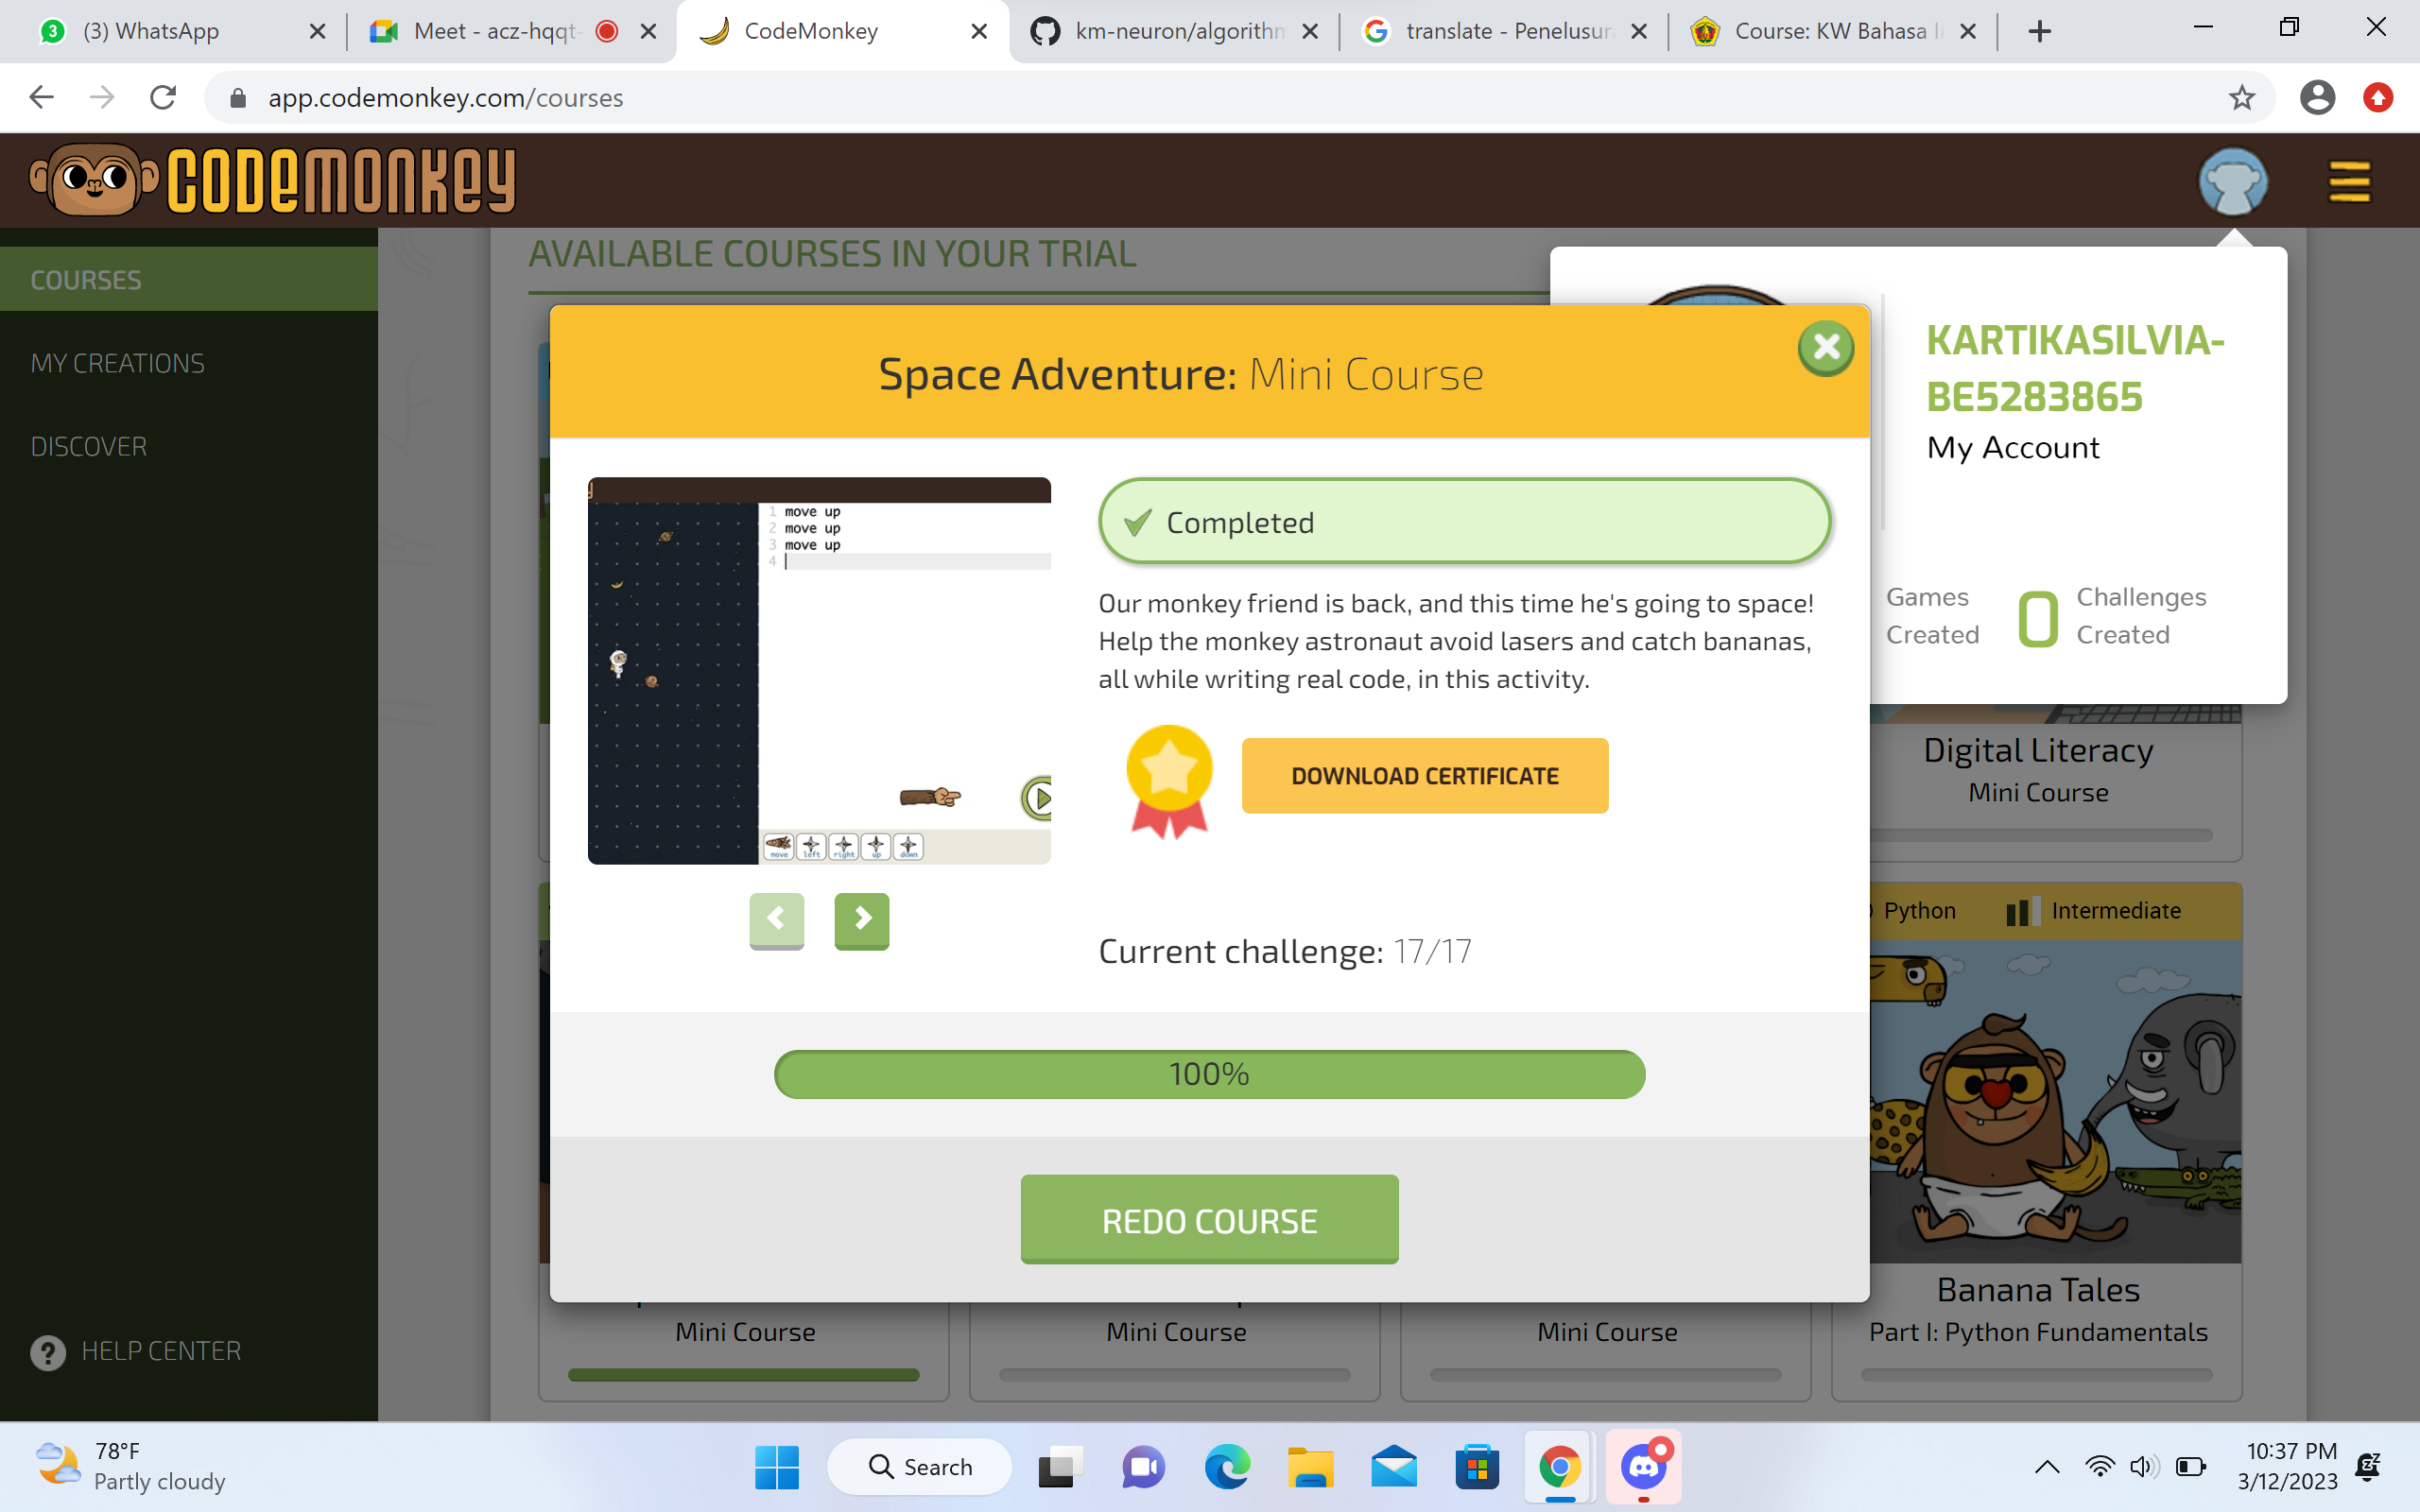 (3) WhatsApp
Meet - acz-hqqt-
CodeMonkey
km-neuron/algorithm
translate - Penelusura
Course: KW Bahasa I
app.codemonkey.com/courses
CODEMONKEY
COURSES
MY CREATIONS
DISCOVER
HELP CENTER
AVAILABLE COURSES IN YOUR TRIAL
KARTIKASILVIA-
BE5283865
My Account
Games
Created
0
Challenges
Created
Space Adventure: Mini Course
1 move up
2 move up
3 move up
4
move left right up down
Completed
Our monkey friend is back, and this time he's going to space!
Help the monkey astronaut avoid lasers and catch bananas,
all while writing real code, in this activity.
DOWNLOAD CERTIFICATE
Current challenge: 17/17
100%
REDO COURSE
Digital Literacy
Mini Course
Python Intermediate
Banana Tales
Part I: Python Fundamentals
Mini Course
Mini Course
Mini Course
78°F
Partly cloudy
Search
10:37 PM
3/12/2023